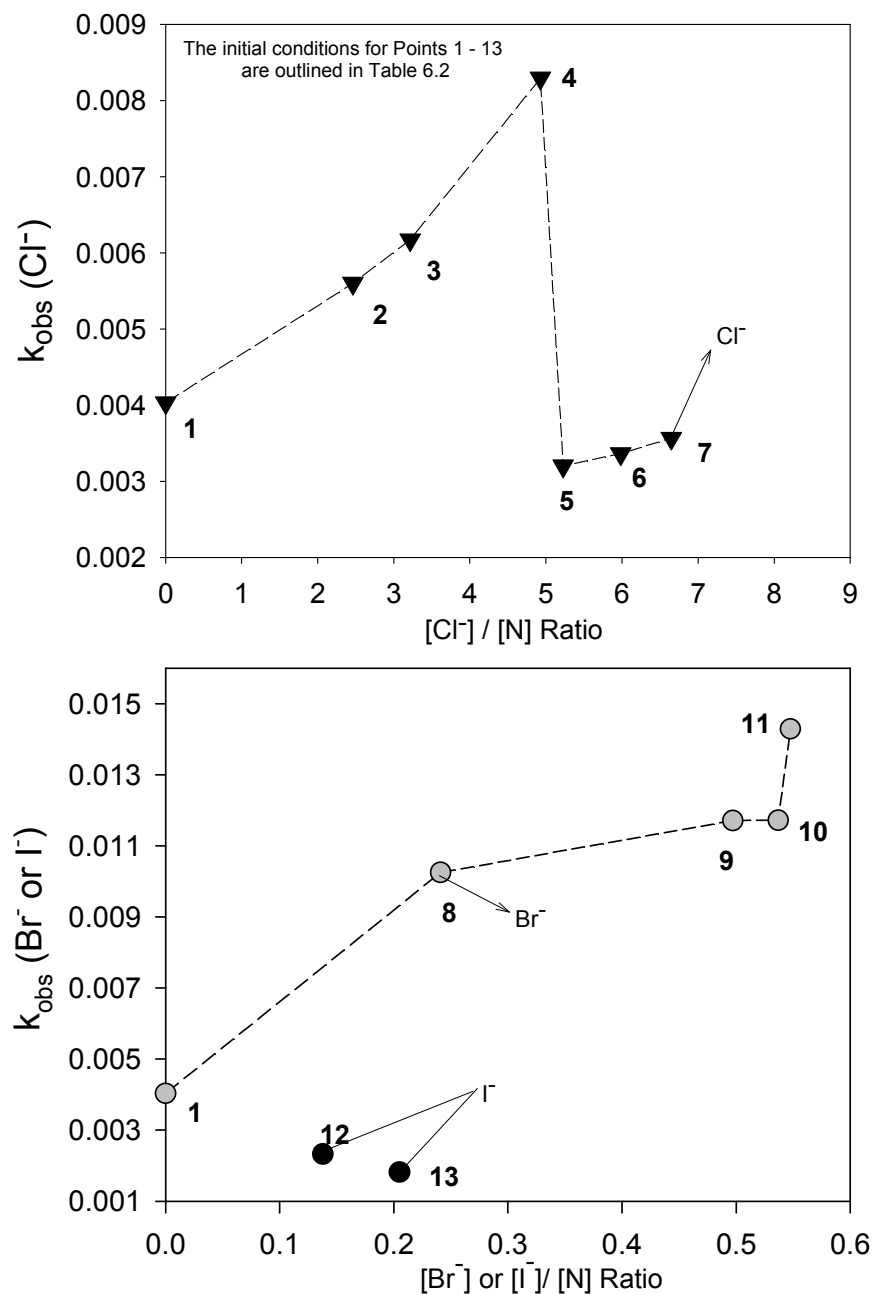 The initial conditions for Points 1 - 13
are outlined in Table 6.2
0.009
0.008
0.007
0.006
0.005
0.004
0.003
0.002
k_obs (Cl⁻)
1
2
3
4
5
6
7
Cl⁻
0 1 2 3 4 5 6 7 8 9
[Cl⁻] / [N] Ratio
0.015
0.013
0.011
0.009
0.007
0.005
0.003
0.001
k_obs (Br⁻ or I⁻)
1
8
9
10
11
12
13
Br⁻
I⁻
0.0 0.1 0.2 0.3 0.4 0.5 0.6
[Br⁻] or [I⁻]/ [N] Ratio